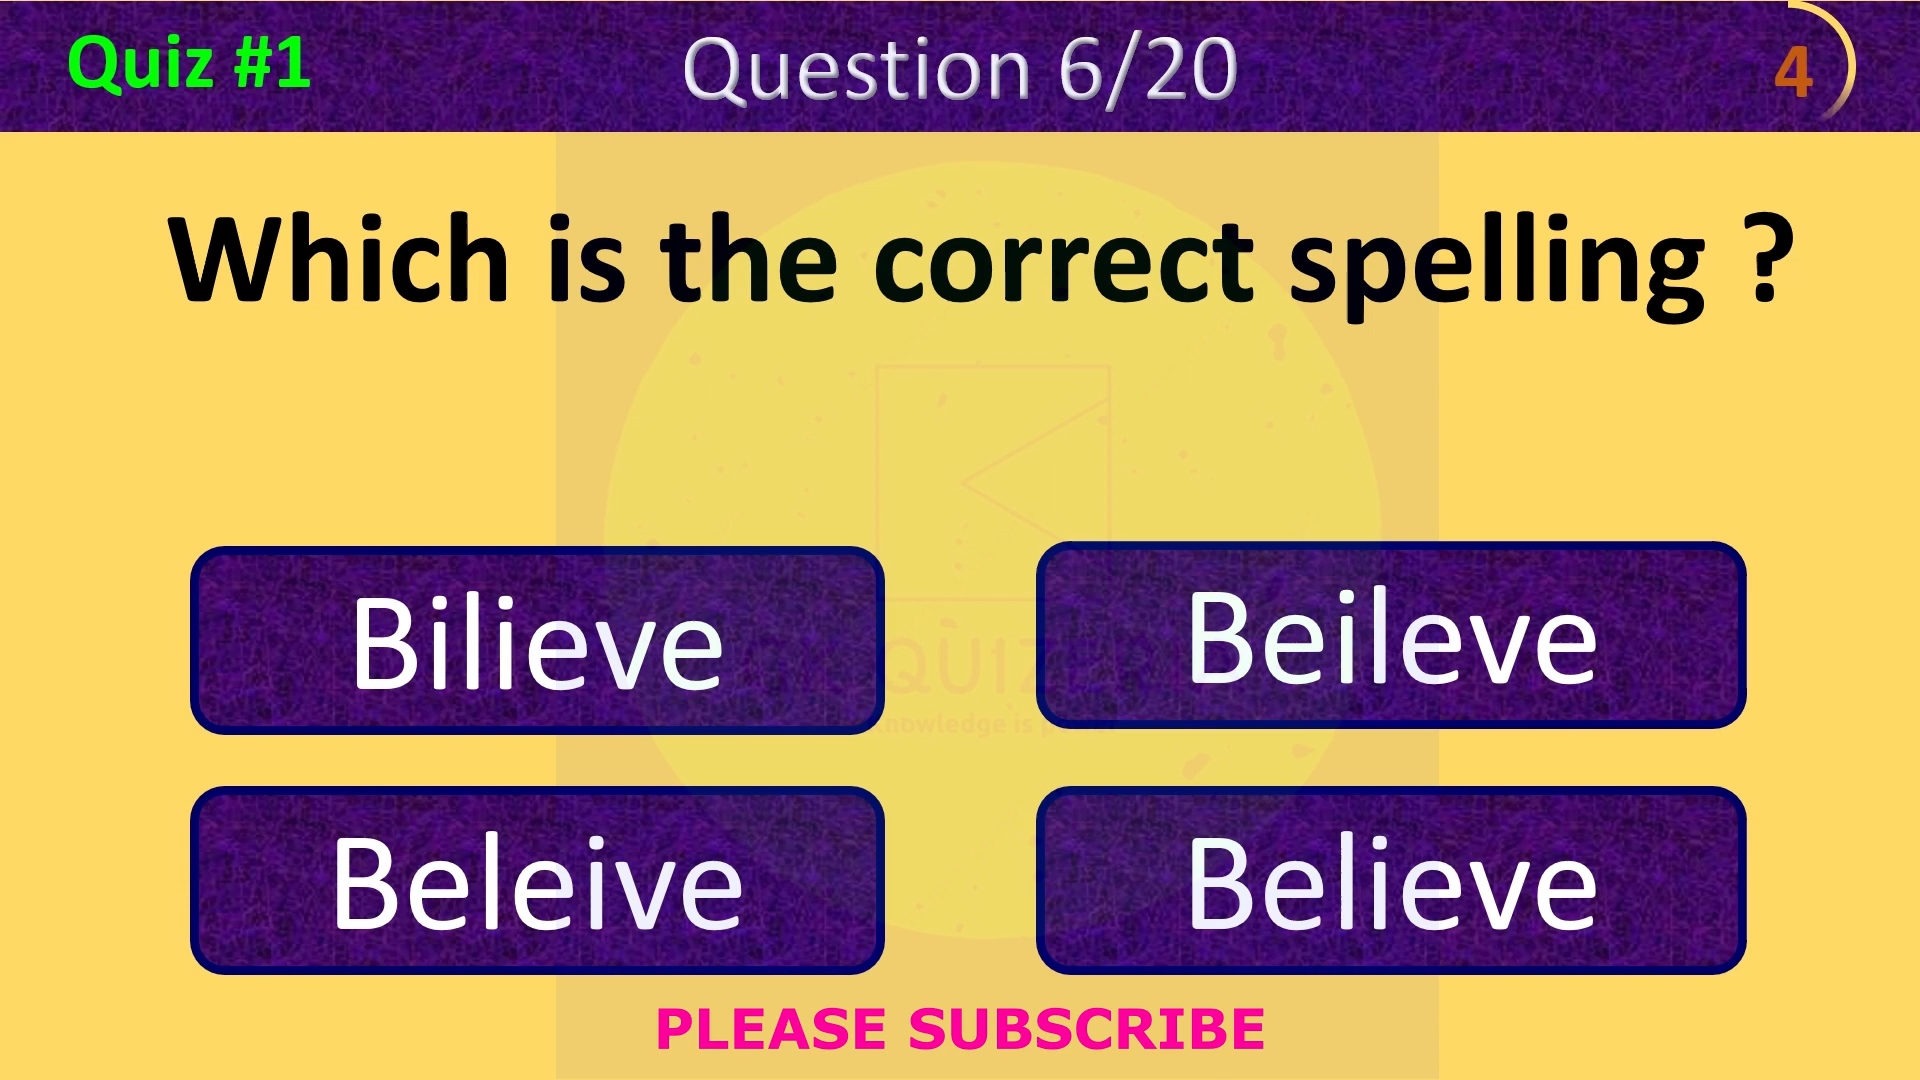 Quiz #1
Question 6/20
4
Which is the correct spelling ?
Bilieve
Beileve
Beleive
Believe
PLEASE SUBSCRIBE